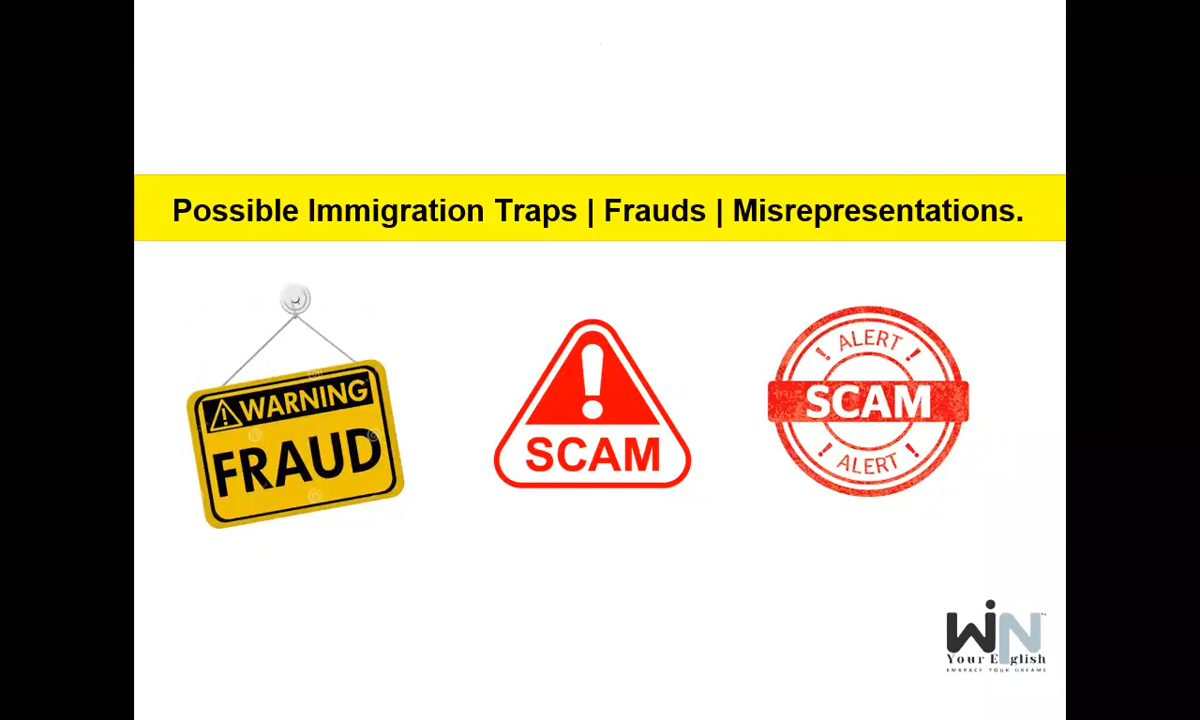 Possible Immigration Traps | Frauds | Misrepresentations.
WARNING
FRAUD
SCAM
ALERT
SCAM
ALERT
WiN
Your English
EMBRACE YOUR DREAMS